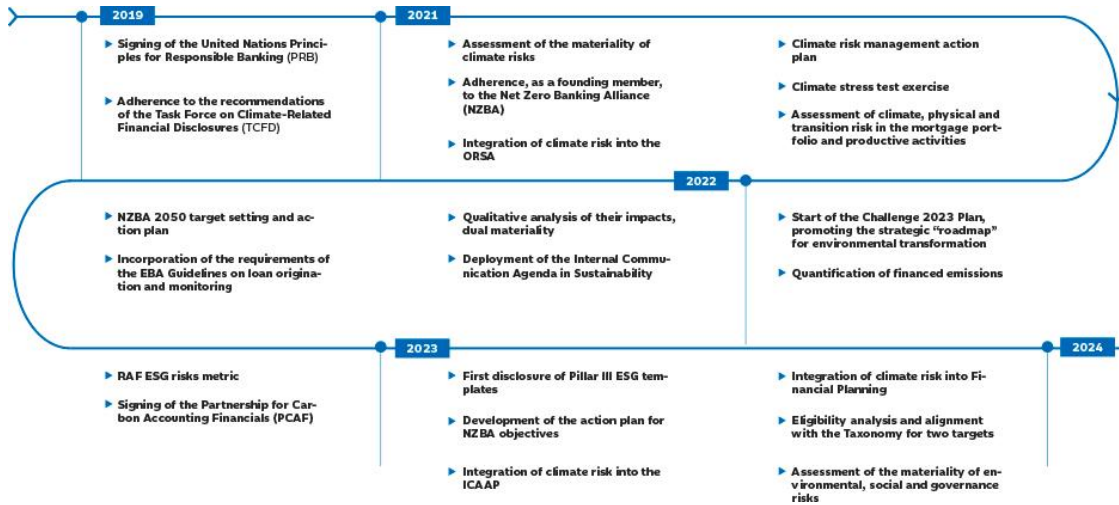 2019
Signing of the United Nations Princi-
ples for Responsible Banking (PRB)
Adherence to the recommendations
of the Task Force on Climate-Related
Financial Disclosures (TCFD)
2021
Assessment of the materiality of
climate risks
Adherence, as a founding member,
to the Net Zero Banking Alliance
(NZBA)
Integration of climate risk into the
ORSA
Climate risk management action
plan
Climate stress test exercise
Assessment of climate, physical and
transition risk in the mortgage port-
folio and productive activities
2022
NZBA 2050 target setting and ac-
tion plan
Incorporation of the requirements of
the EBA Guidelines on loan origina-
tion and monitoring
Qualitative analysis of their impacts,
dual materiality
Deployment of the Internal Commu-
nication Agenda in Sustainability
Start of the Challenge 2023 Plan,
promoting the strategic “roadmap”
for environmental transformation
Quantification of financed emissions
2023
2024
RAF ESG risks metric
Signing of the Partnership for Car-
bon Accounting Financials (PCAF)
First disclosure of Pillar III ESG tem-
plates
Development of the action plan for
NZBA objectives
Integration of climate risk into the
ICAAP
Integration of climate risk into Fi-
nancial Planning
Eligibility analysis and alignment
with the Taxonomy for two targets
Assessment of the materiality of en-
vironmental, social and governance
risks